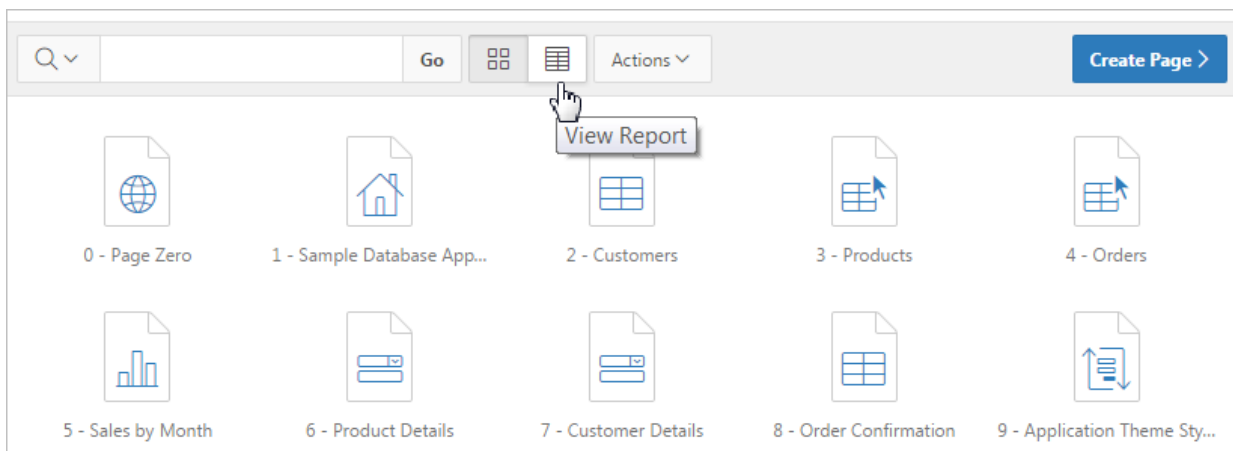 Go
Actions
Create Page
View Report
0 - Page Zero
1 - Sample Database App...
2 - Customers
3 - Products
4 - Orders
5 - Sales by Month
6 - Product Details
7 - Customer Details
8 - Order Confirmation
9 - Application Theme Sty...